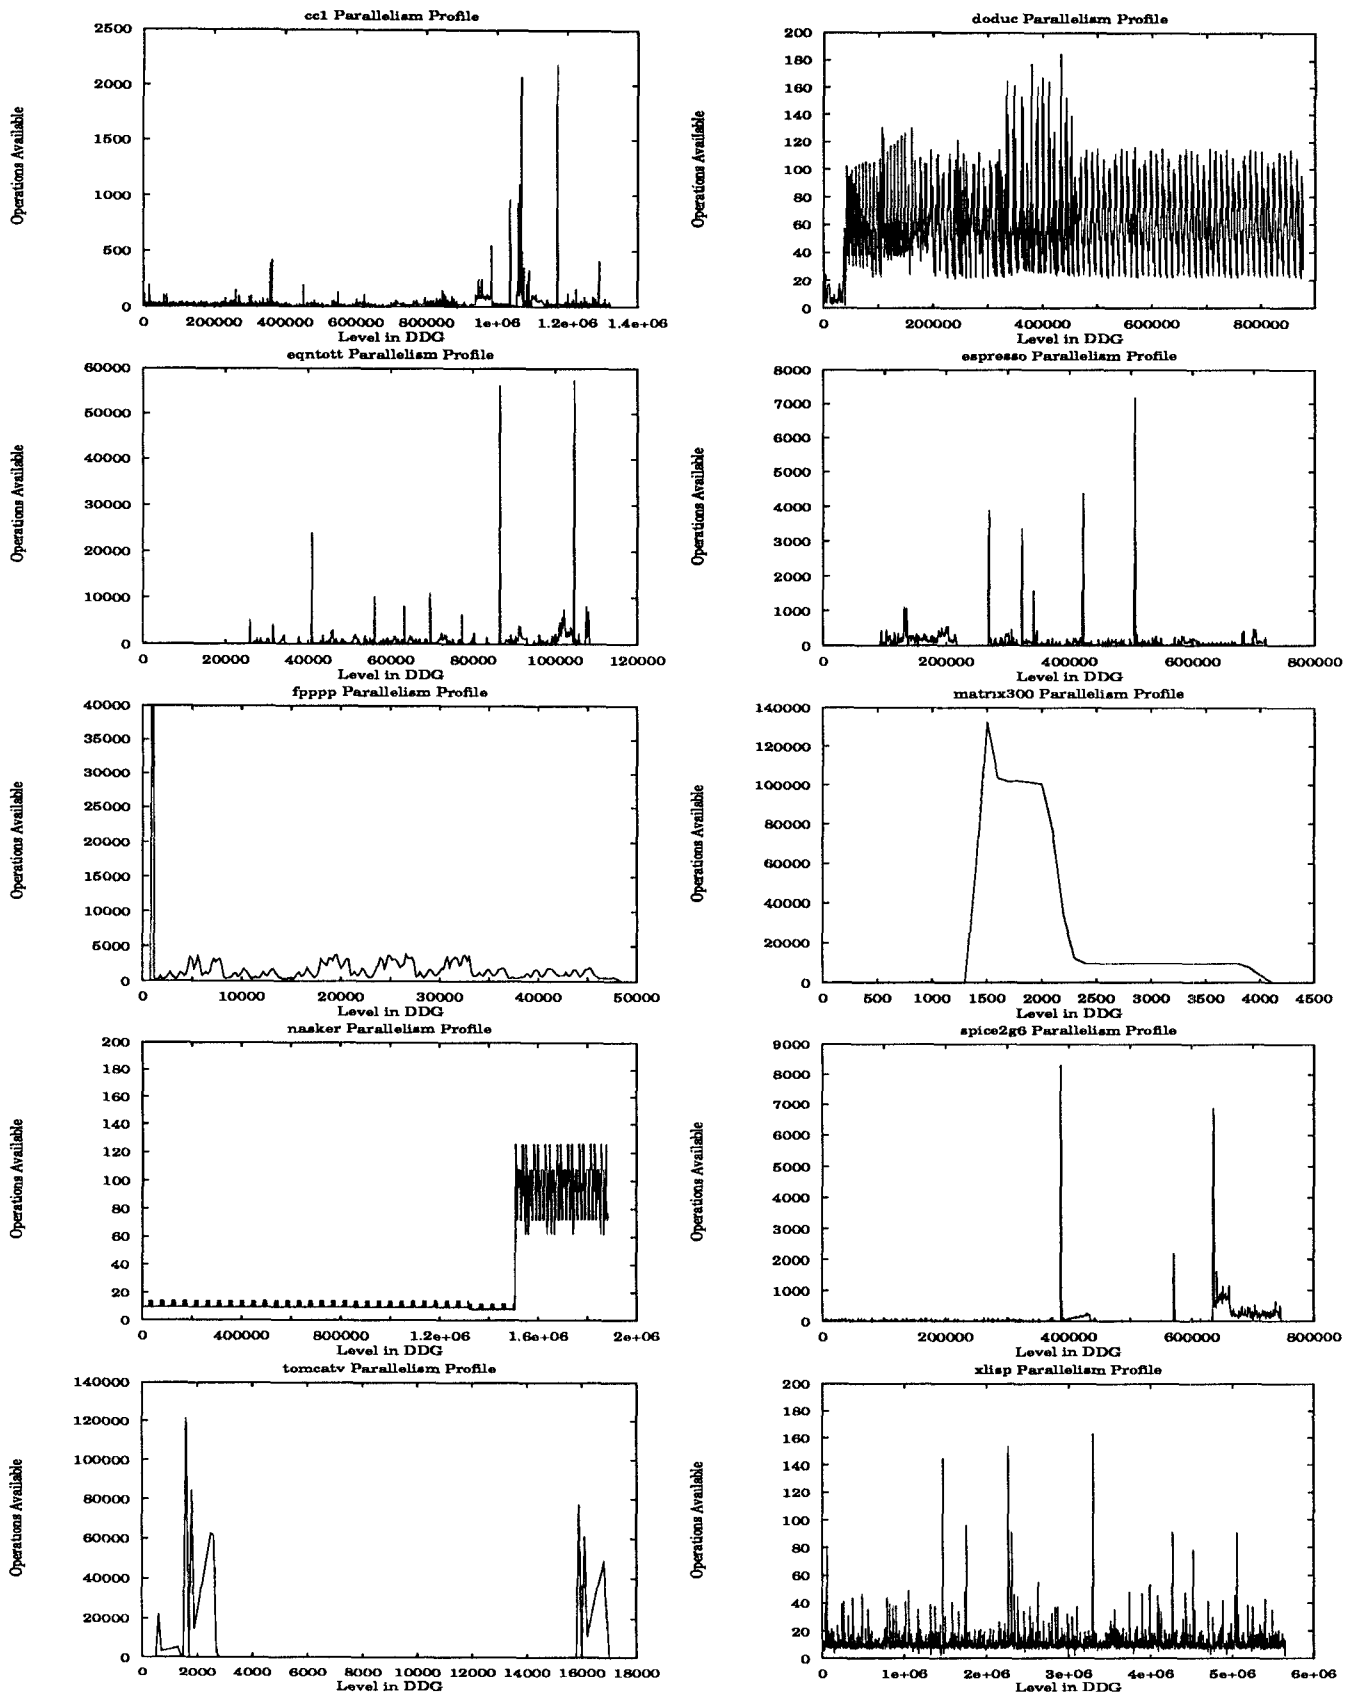 cc1 Parallelism Profile
Operations Available
2500
2000
1500
1000
500
0
0 200000 400000 600000 800000 1e+06 1.2e+06 1.4e+06
Level in DDG
doduc Parallelism Profile
Operations Available
200
180
160
140
120
100
80
60
40
20
0
0 200000 400000 600000 800000
Level in DDG
eqntott Parallelism Profile
Operations Available
60000
50000
40000
30000
20000
10000
0
0 20000 40000 60000 80000 100000 120000
Level in DDG
espresso Parallelism Profile
Operations Available
8000
7000
6000
5000
4000
3000
2000
1000
0
0 200000 400000 600000 800000
Level in DDG
fpppp Parallelism Profile
Operations Available
40000
35000
30000
25000
20000
15000
10000
5000
0
0 10000 20000 30000 40000 50000
Level in DDG
matrix300 Parallelism Profile
Operations Available
140000
120000
100000
80000
60000
40000
20000
0
0 500 1000 1500 2000 2500 3000 3500 4000 4500
Level in DDG
nasker Parallelism Profile
Operations Available
200
180
160
140
120
100
80
60
40
20
0
0 400000 800000 1.2e+06 1.6e+06 2e+06
Level in DDG
spice2g6 Parallelism Profile
Operations Available
9000
8000
7000
6000
5000
4000
3000
2000
1000
0
0 200000 400000 600000 800000
Level in DDG
tomcatv Parallelism Profile
Operations Available
140000
120000
100000
80000
60000
40000
20000
0
0 2000 4000 6000 8000 10000 12000 14000 16000 18000
Level in DDG
xlisp Parallelism Profile
Operations Available
200
180
160
140
120
100
80
60
40
20
0
0 1e+06 2e+06 3e+06 4e+06 5e+06 6e+06
Level in DDG